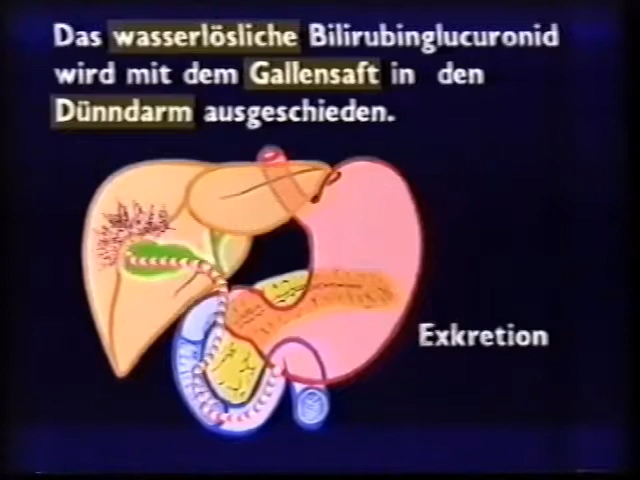 Das wasserlösliche Bilirubinglucuronid
wird mit dem Gallensaft in den
Dünndarm ausgeschieden.
Exkretion